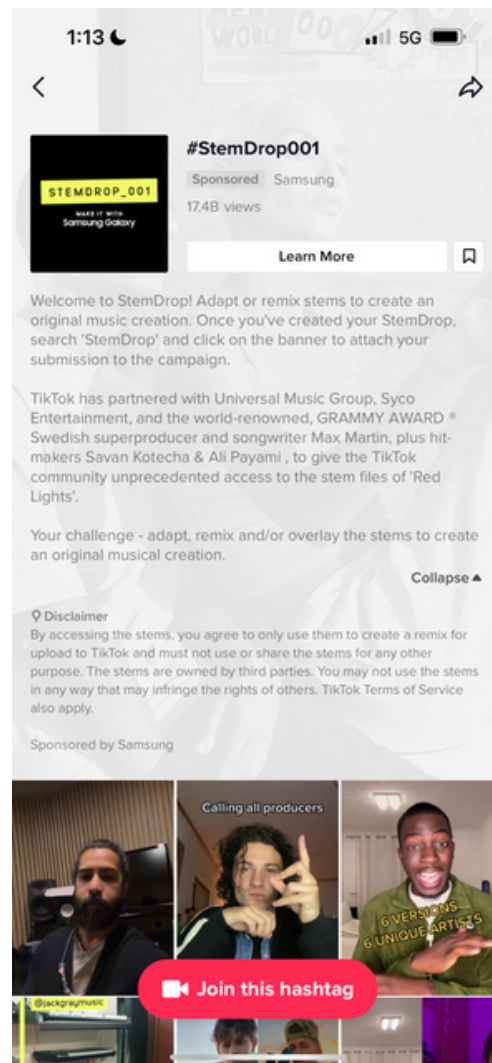 1:13
5G
#StemDrop001
Sponsored Samsung
17.4B views
STEMDROP_001
MAKE IT WITH
Samsung Galaxy
Learn More
Welcome to StemDrop! Adapt or remix stems to create an
original music creation. Once you've created your StemDrop,
search 'StemDrop' and click on the banner to attach your
submission to the campaign.
TikTok has partnered with Universal Music Group, Syco
Entertainment, and the world-renowned, GRAMMY AWARD ®
Swedish superproducer and songwriter Max Martin, plus hit-
makers Savan Kotecha & Ali Payami , to give the TikTok
community unprecedented access to the stem files of 'Red
Lights'.
Your challenge - adapt, remix and/or overlay the stems to create
an original musical creation.
Collapse
Disclaimer
By accessing the stems, you agree to only use them to create a remix for
upload to TikTok and must not use or share the stems for any other
purpose. The stems are owned by third parties. You may not use the stems
in any way that may infringe the rights of others. TikTok Terms of Service
also apply.
Sponsored by Samsung
Calling all producers
6 VERSIONS
6 UNIQUE ARTISTS
Join this hashtag
@jackgraymusic